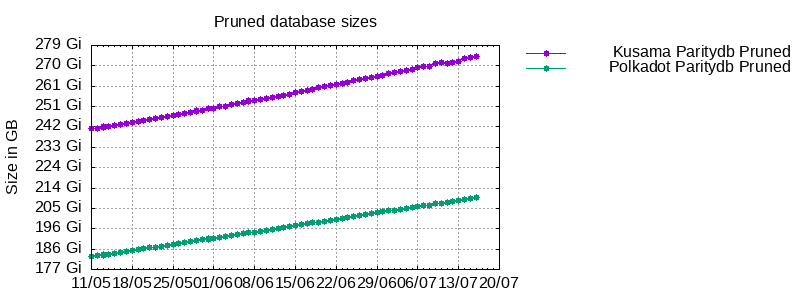 Pruned database sizes
279 Gi
270 Gi
261 Gi
251 Gi
242 Gi
233 Gi
224 Gi
214 Gi
205 Gi
196 Gi
186 Gi
177 Gi
Size in GB
11/05 18/05 25/05 01/06 08/06 15/06 22/06 29/06 06/07 13/07 20/07
Kusama Paritydb Pruned
Polkadot Paritydb Pruned